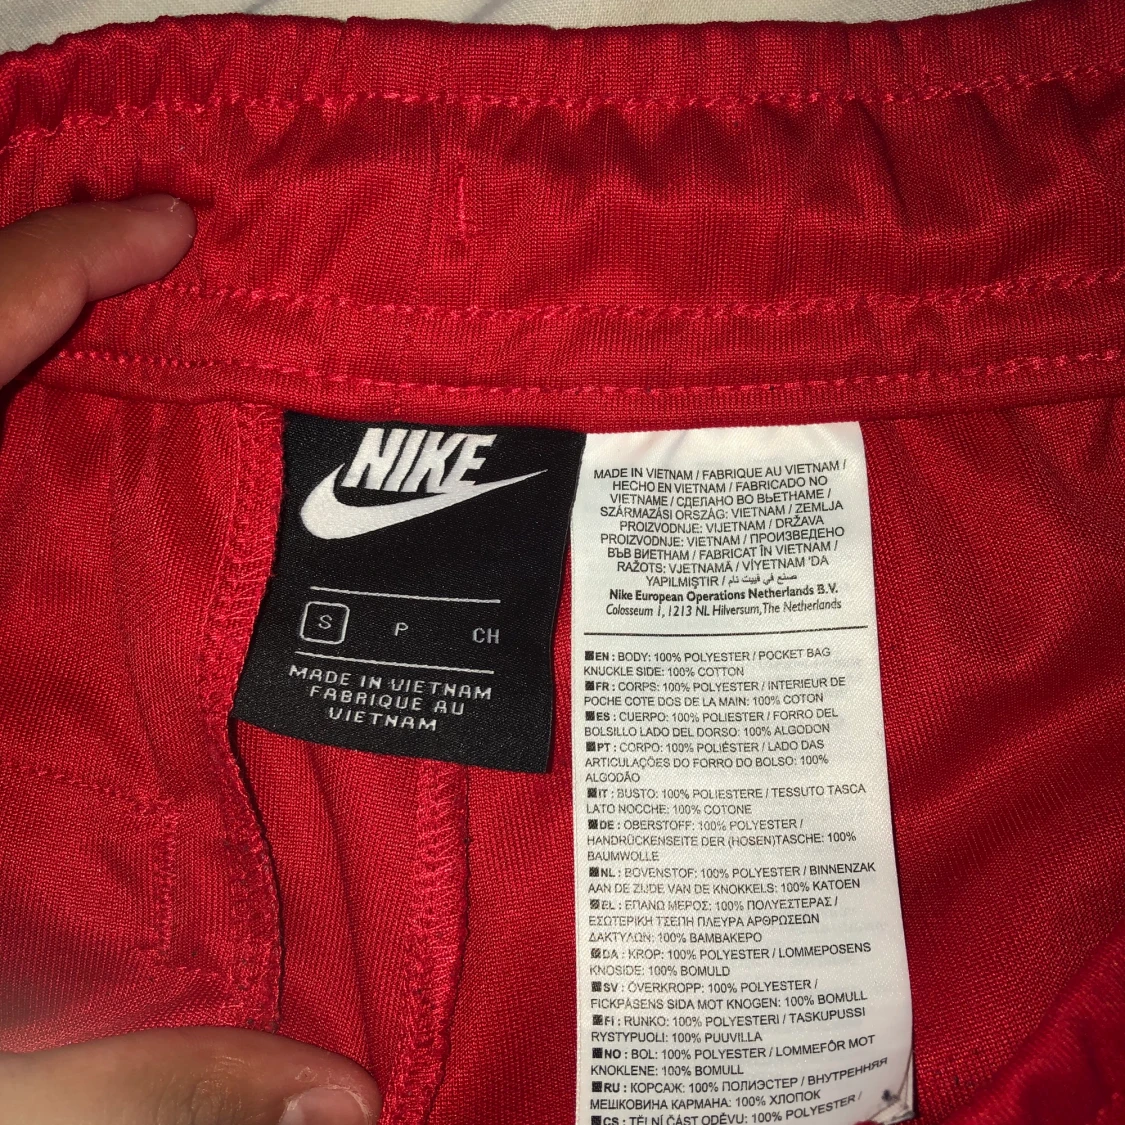 NIKE
S P CH
MADE IN VIETNAM
FABRIQUE AU
VIETNAM
MADE IN VIETNAM / FABRIQUE AU VIETNAM /
HECHO EN VIETNAM / FABRICADO NO
VIETNAME / СДЕЛАНО ВО ВЬЕТНАМЕ /
SZÁRMAZÁSI ORSZÁG: VIETNAM / ZEMLJA
PROIZVODNJE: VIJETNAM / DRŽAVA
PROIZVODNJE: VIETNAM / ПРОИЗВЕДЕНО
ВЪВ ВИЕТНАМ / FABRICAT ÎN VIETNAM /
RAŽOTS: VJETNAMĀ / VİYETNAM 'DA
YAPILMIŞTIR / صنع في فييت نام
Nike European Operations Netherlands B.V.
Colosseum 1, 1213 NL Hilversum, The Netherlands
EN : BODY: 100% POLYESTER / POCKET BAG
KNUCKLE SIDE: 100% COTTON
FR : CORPS: 100% POLYESTER / INTERIEUR DE
POCHE COTE DOS DE LA MAIN: 100% COTON
ES : CUERPO: 100% POLIESTER / FORRO DEL
BOLSILLO LADO DEL DORSO: 100% ALGODON
PT : CORPO: 100% POLIÉSTER / LADO DAS
ARTICULAÇÕES DO FORRO DO BOLSO: 100%
ALGODÃO
IT : BUSTO: 100% POLIESTERE / TESSUTO TASCA
LATO NOCCHE: 100% COTONE
DE : OBERSTOFF: 100% POLYESTER /
HANDRÜCKENSEITE DER (HOSEN)TASCHE: 100%
BAUMWOLLE
NL : BOVENSTOF: 100% POLYESTER / BINNENZAK
AAN DE ZIJDE VAN DE KNOKKELS: 100% KATOEN
EL : ΕΠΑΝΩ ΜΕΡΟΣ: 100% ΠΟΛΥΕΣΤΕΡΑΣ /
ΕΣΩΤΕΡΙΚΗ ΤΣΕΠΗ ΠΛΕΥΡΑ ΑΡΘΡΩΣΕΩΝ
ΔΑΚΤΥΛΩΝ: 100% ΒΑΜΒΑΚΕΡΟ
DA : KROP: 100% POLYESTER / LOMMEPOSENS
KNOSIDE: 100% BOMULD
SV : ÖVERKROPP: 100% POLYESTER /
FICKPÅSENS SIDA MOT KNOGEN: 100% BOMULL
FI : RUNKO: 100% POLYESTERI / TASKUPUSSI
RYSTYPUOLI: 100% PUUVILLA
NO : BOL: 100% POLYESTER / LOMMEFÔR MOT
KNOKLENE: 100% BOMULL
RU : КОРСАЖ: 100% ПОЛИЭСТЕР / ВНУТРЕННЯЯ
МЕШКОВИНА КАРМАНА: 100% ХЛОПОК
CS : TĚLNÍ ČÁST ODĚVU: 100% POLYESTER /